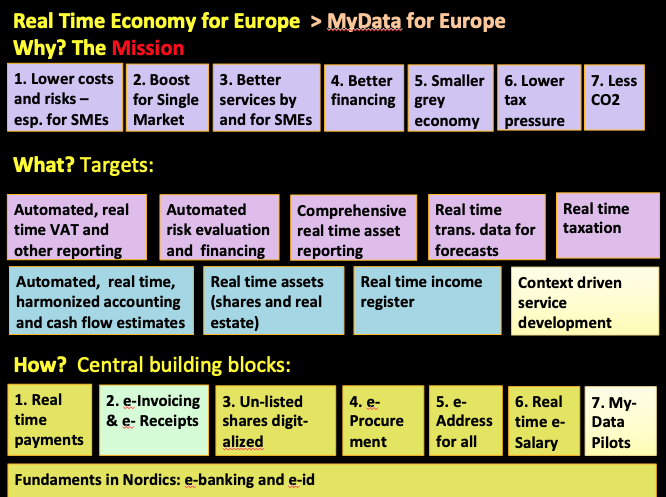 Real Time Economy for Europe > MyData for Europe
Why? The Mission
1. Lower costs
and risks –
esp. for SMEs
2. Boost
for Single
Market
3. Better
services by
and for SMEs
4. Better
financing
5. Smaller
grey
economy
6. Lower
tax
pressure
7. Less
CO2
What? Targets:
Automated, real
time VAT and
other reporting
Automated
risk evaluation
and financing
Comprehensive
real time asset
reporting
Real time
trans. data for
forecasts
Real time
taxation
Automated, real time,
harmonized accounting
and cash flow estimates
Real time assets
(shares and real
estate)
Real time income
register
Context driven
service
development
How? Central building blocks:
1. Real
time
payments
2. e-Invoicing
& e- Receipts
3. Un-listed
shares digit-
alized
4. e-
Procure
ment
5. e-
Address
for all
6. Real
time e-
Salary
7. My-
Data
Pilots
Fundaments in Nordics: e-banking and e-id